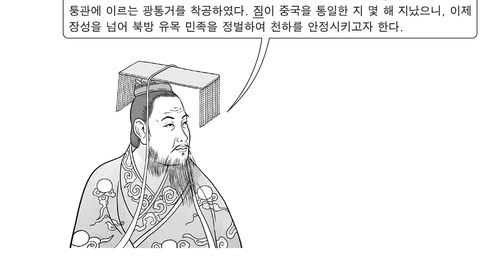 퉁관에 이르는 광통거를 착공하였다. 짐이 중국을 통일한 지 몇 해 지났으니, 이제
장성을 넘어 북방 유목 민족을 정벌하여 천하를 안정시키고자 한다.